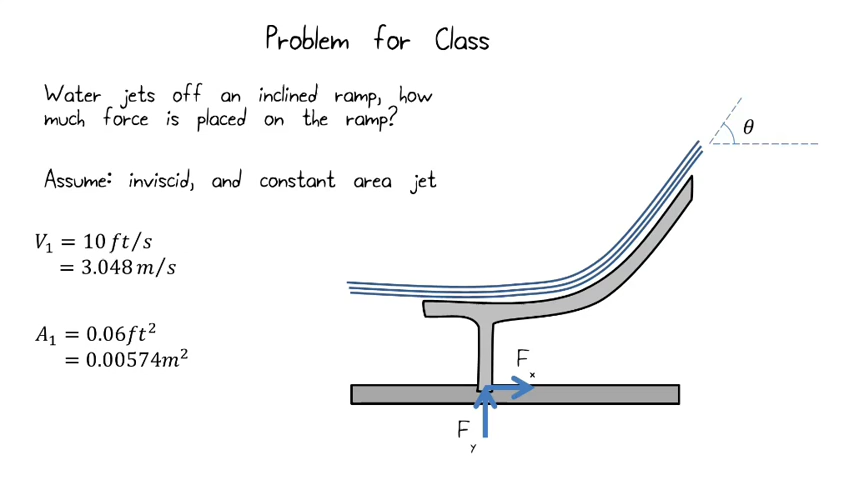 Problem for Class
Water jets off an inclined ramp, how
much force is placed on the ramp?
Assume: inviscid, and constant area jet
V₁ = 10 ft/s
= 3.048 m/s
A₁ = 0.06ft²
= 0.00574m²
θ
Fₓ
Fᵧ